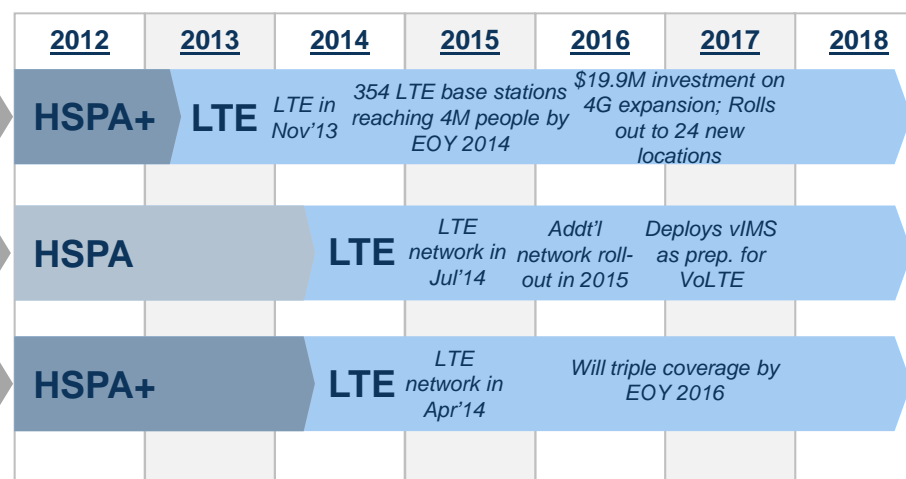 2012 2013 2014 2015 2016 2017 2018
HSPA+
LTE
LTE in
Nov'13
354 LTE base stations
reaching 4M people by
EOY 2014
$19.9M investment on
4G expansion; Rolls
out to 24 new
locations
HSPA
LTE
LTE
network in
Jul'14
Addt'l
network roll-
out in 2015
Deploys vIMS
as prep. for
VoLTE
HSPA+
LTE
LTE
network in
Apr'14
Will triple coverage by
EOY 2016